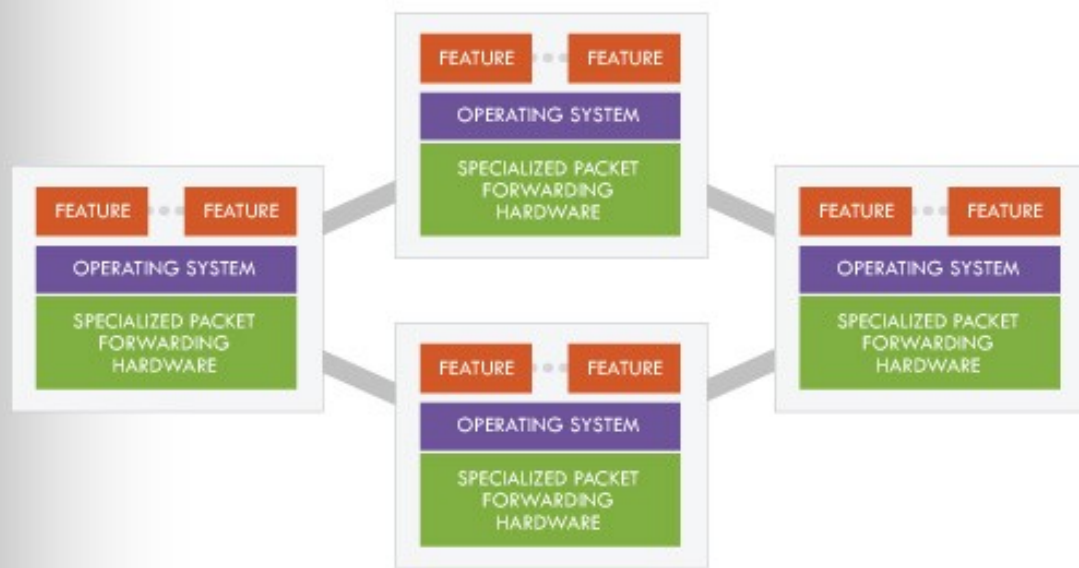 FEATURE FEATURE
OPERATING SYSTEM
SPECIALIZED PACKET
FORWARDING
HARDWARE
FEATURE FEATURE
OPERATING SYSTEM
SPECIALIZED PACKET
FORWARDING
HARDWARE
FEATURE FEATURE
OPERATING SYSTEM
SPECIALIZED PACKET
FORWARDING
HARDWARE
FEATURE FEATURE
OPERATING SYSTEM
SPECIALIZED PACKET
FORWARDING
HARDWARE